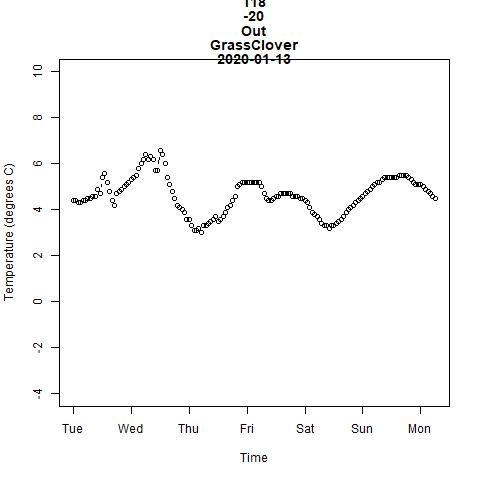 T18
-20
Out
GrassClover
2020-01-13
Temperature (degrees C)
10
8
6
4
2
0
-2
-4
Tue Wed Thu Fri Sat Sun Mon
Time